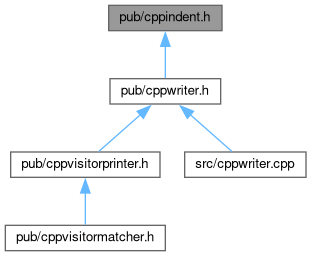 pub/cppindent.h
pub/cppwriter.h
pub/cppvisitorprinter.h
src/cppwriter.cpp
pub/cppvisitormatcher.h